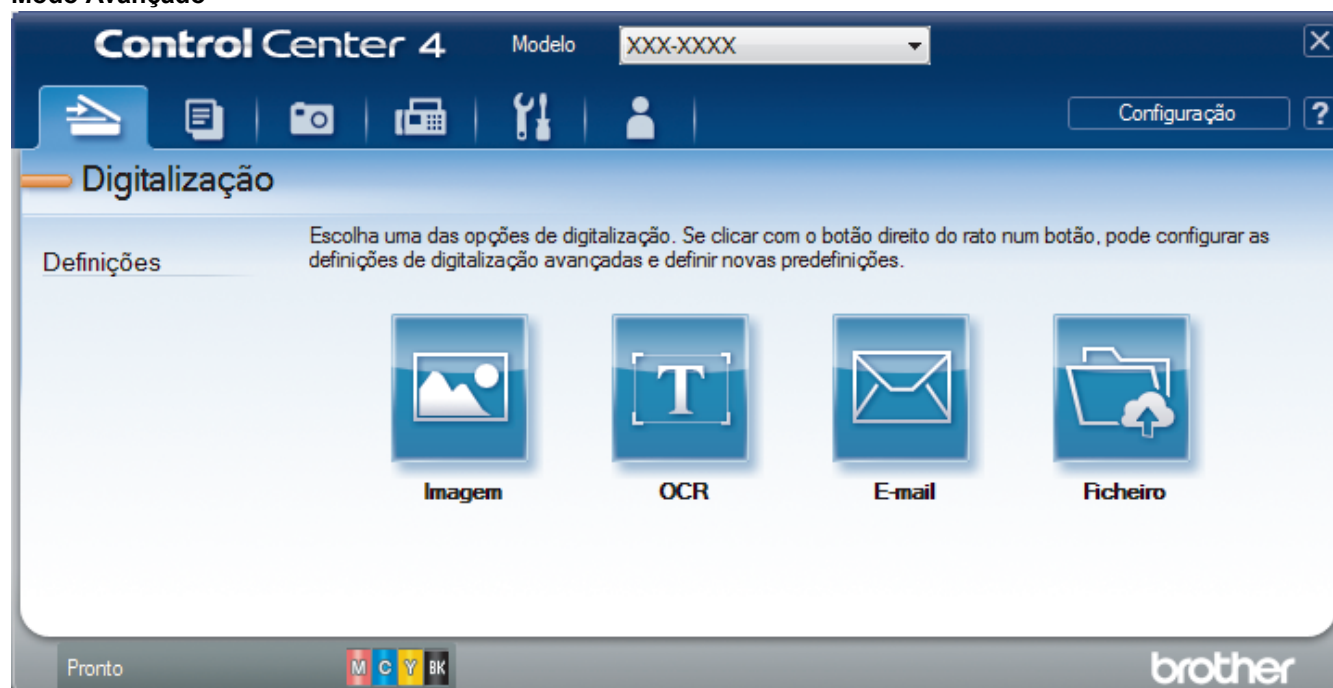 Modo Avançado
Control Center 4
Modelo
XXX-XXXX
Configuração
?
Digitalização
Definições
Escolha uma das opções de digitalização. Se clicar com o botão direito do rato num botão, pode configurar as
definições de digitalização avançadas e definir novas predefinições.
T
Imagem
OCR
E-mail
Ficheiro
Pronto
M C Y BK
brother